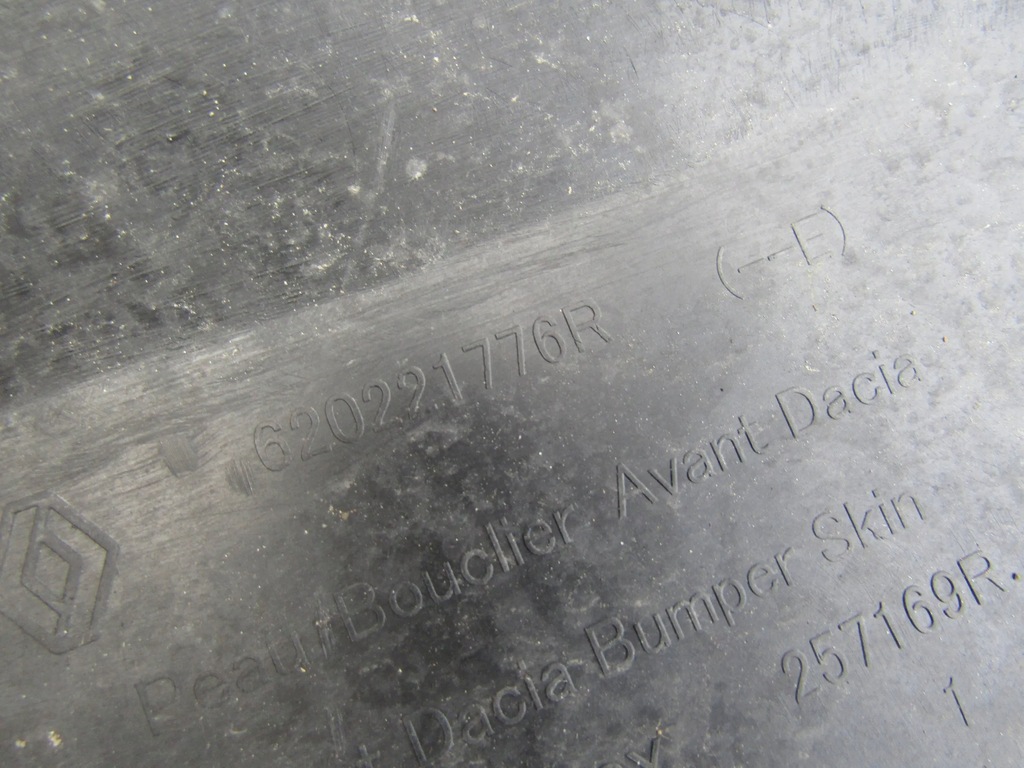 620221776R (--E)
Peau/Bouclier Avant Dacia
Dacia Bumper Skin
257169R.
1